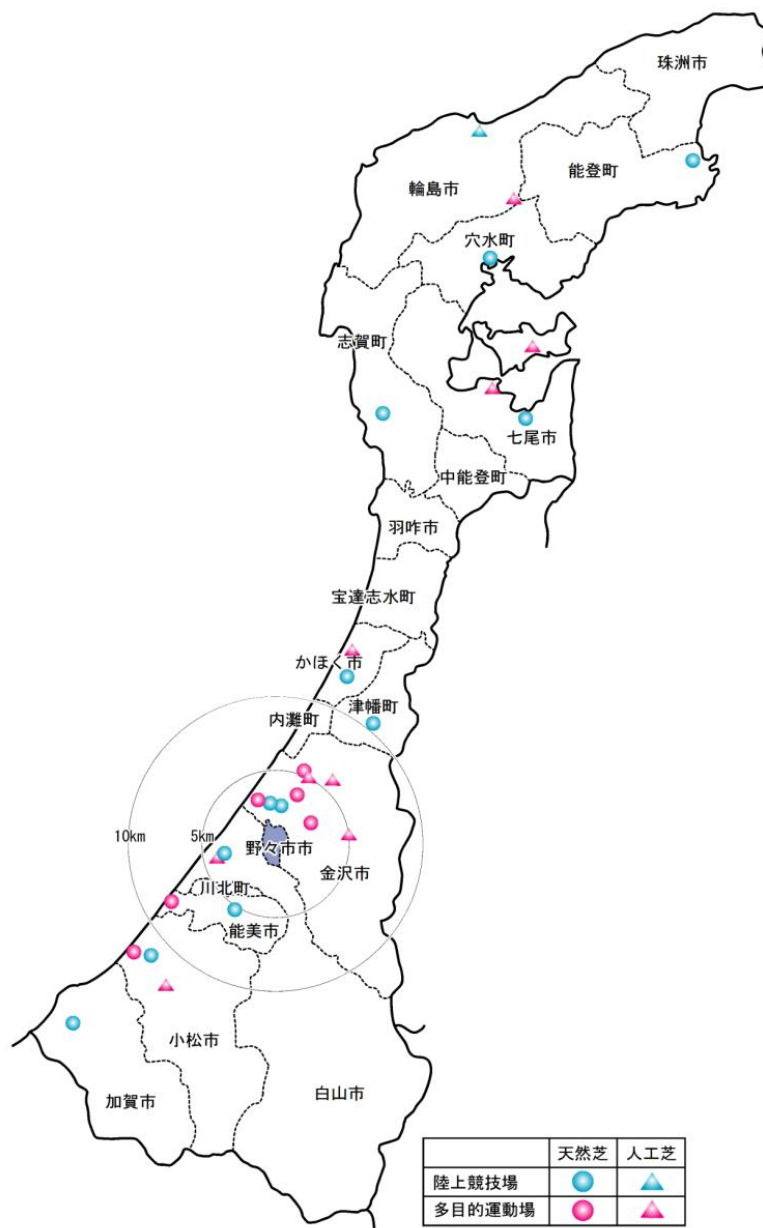 珠洲市
能登町
輪島市
穴水町
志賀町
七尾市
中能登町
羽咋市
宝達志水町
かほく市
津幡町
内灘町
10km
5km
野々市市
金沢市
川北町
能美市
小松市
加賀市
白山市
天然芝 人工芝
陸上競技場
多目的運動場